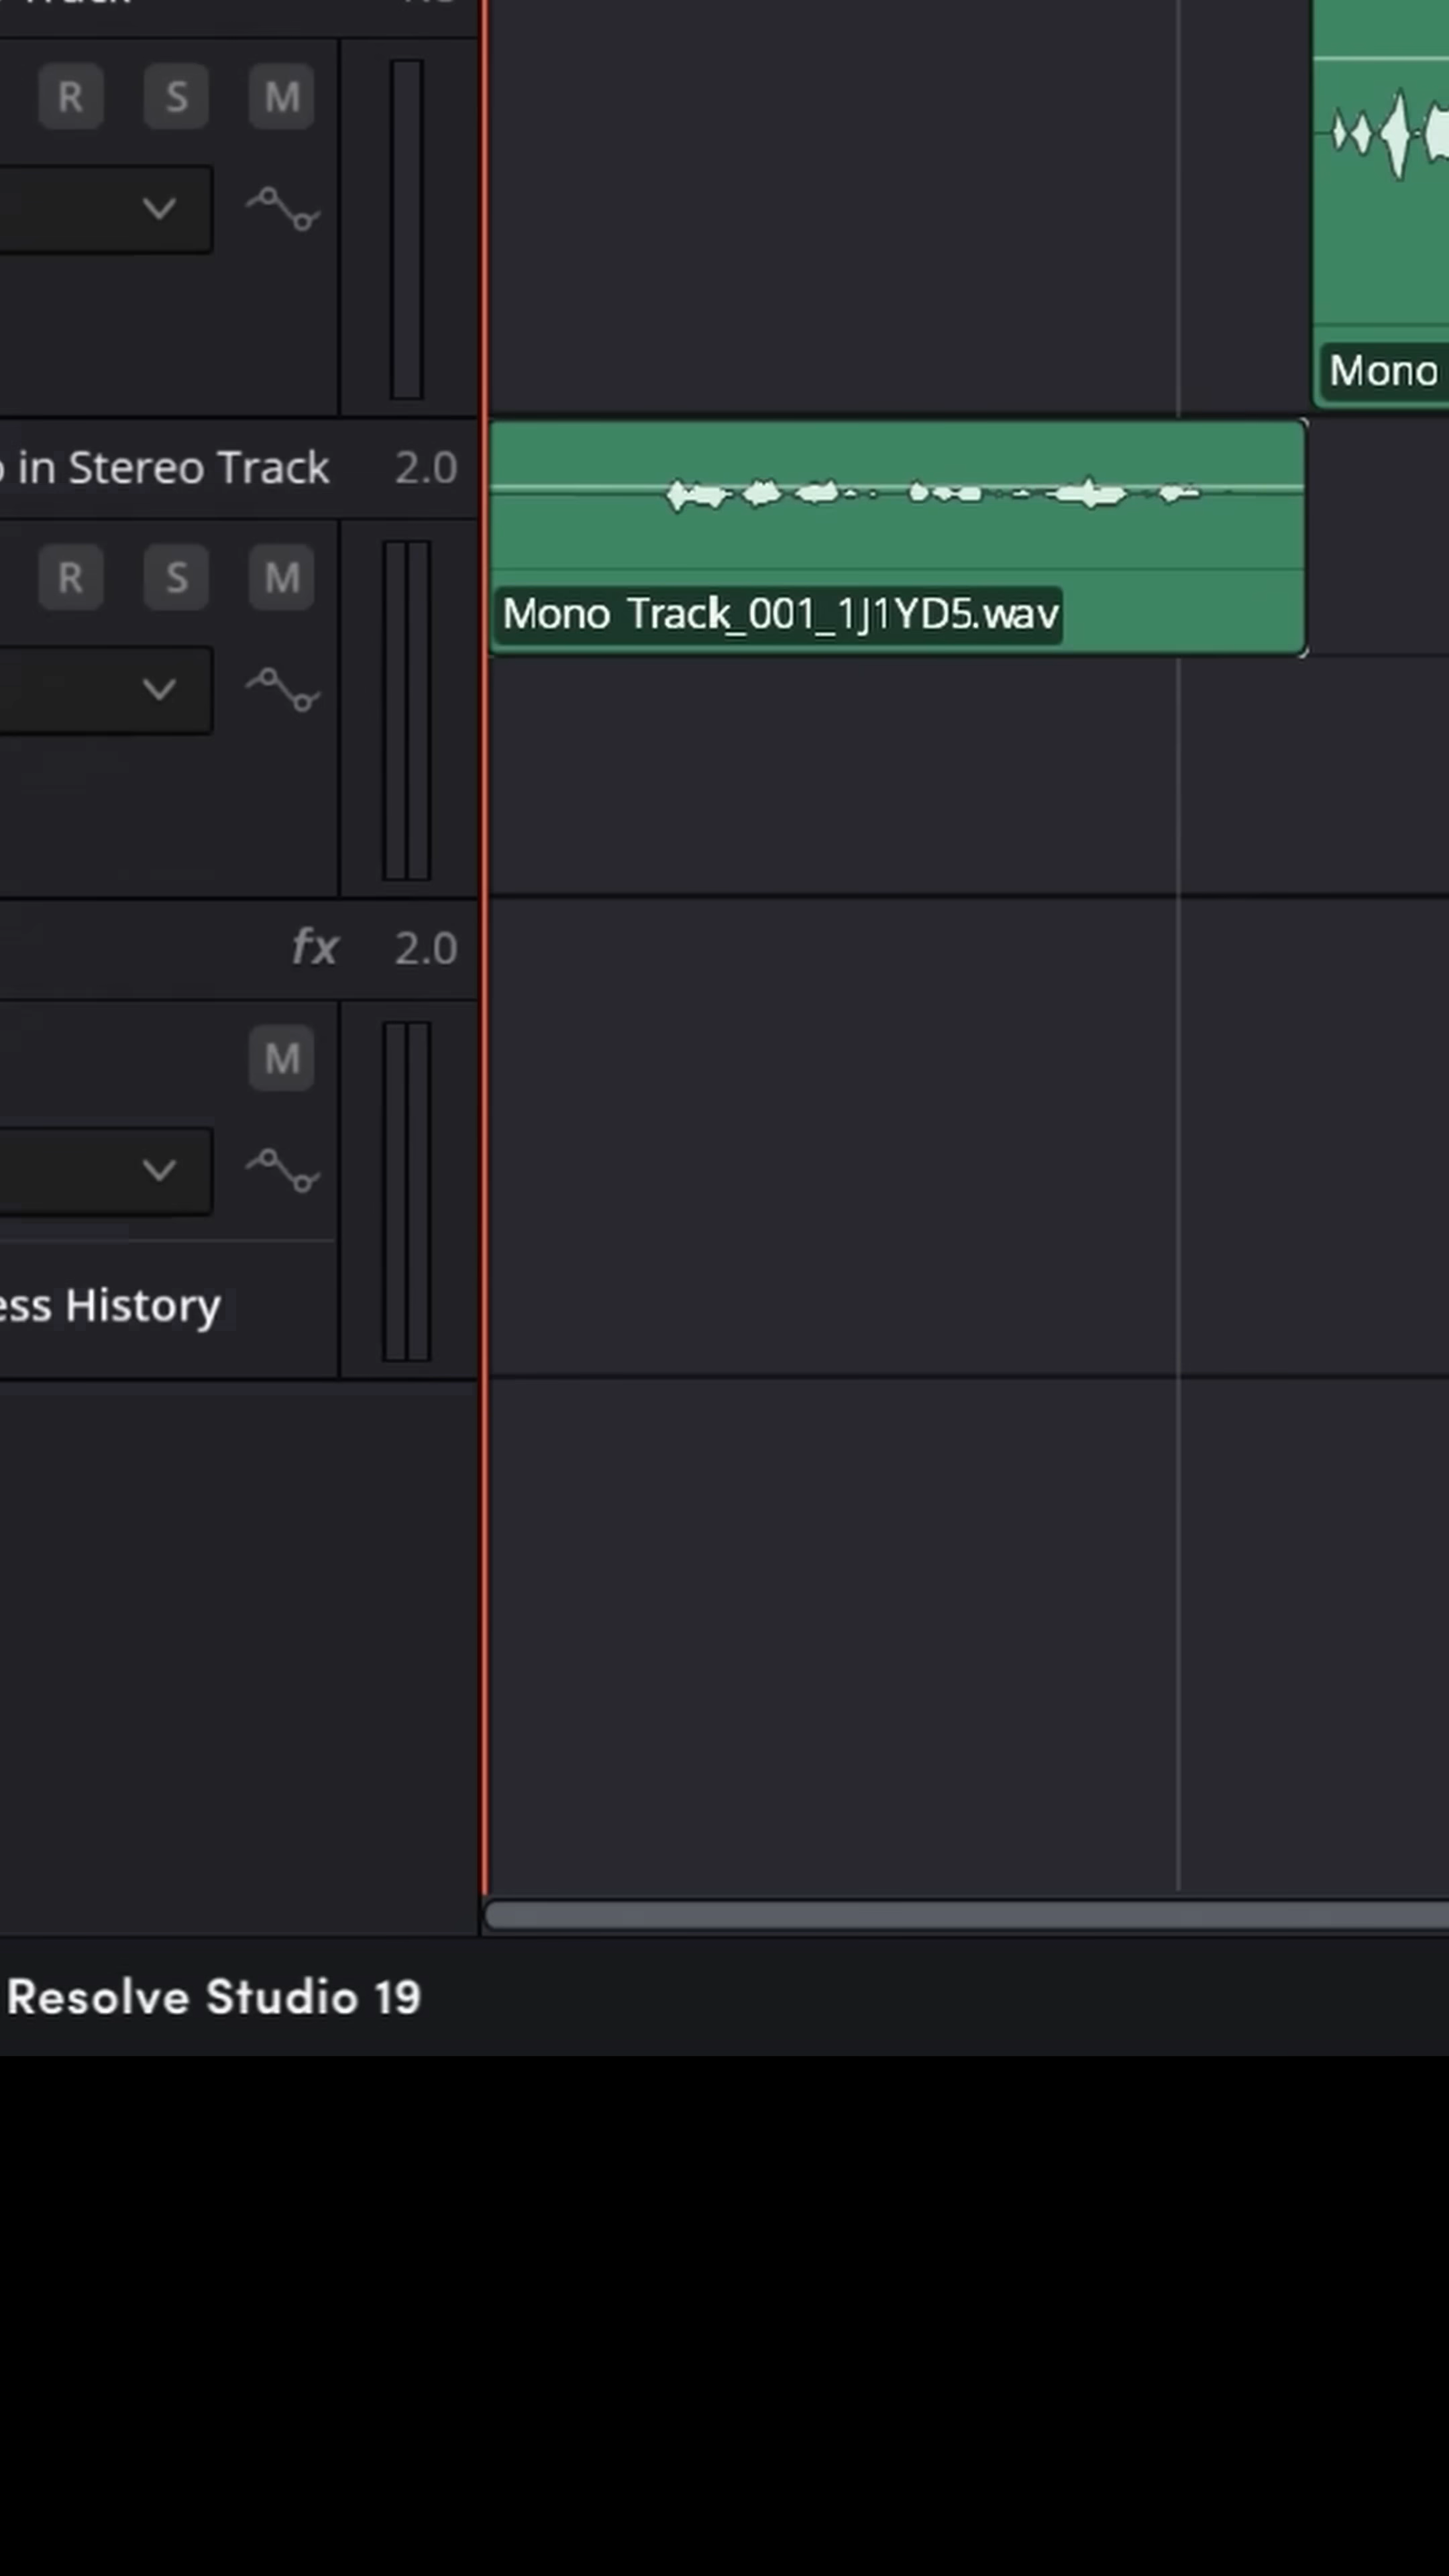 R S M
Mono
in Stereo Track 2.0
R S M
Mono Track_001_1J1YD5.wav
fx 2.0
M
ess History
Resolve Studio 19